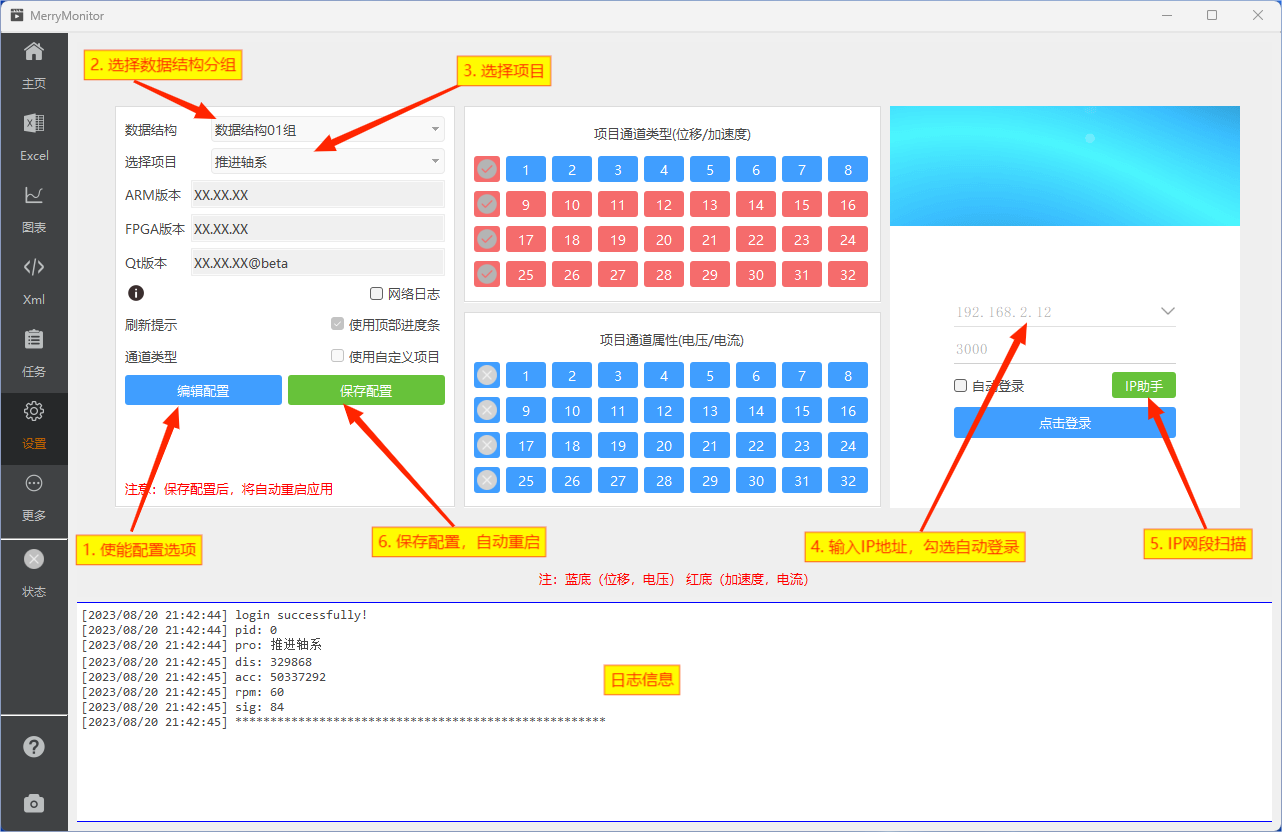 MerryMonitor
主页
Excel
图表
Xml
任务
设置
更多
状态
2. 选择数据结构分组
3. 选择项目
数据结构 数据结构01组
选择项目 推进轴系
ARM版本 XX.XX.XX
FPGA版本 XX.XX.XX
Qt版本 XX.XX.XX@beta
网络日志
刷新提示 使用顶部进度条
通道类型 使用自定义项目
编辑配置 保存配置
注意：保存配置后，将自动重启应用
1. 使能配置选项
6. 保存配置，自动重启
项目通道类型(位移/加速度)
1 2 3 4 5 6 7 8
9 10 11 12 13 14 15 16
17 18 19 20 21 22 23 24
25 26 27 28 29 30 31 32
项目通道属性(电压/电流)
1 2 3 4 5 6 7 8
9 10 11 12 13 14 15 16
17 18 19 20 21 22 23 24
25 26 27 28 29 30 31 32
192.168.2.12
3000
自动登录 IP助手
点击登录
4. 输入IP地址，勾选自动登录
5. IP网段扫描
注：蓝底（位移，电压） 红底（加速度，电流）
[2023/08/20 21:42:44] login successfully!
[2023/08/20 21:42:44] pid: 0
[2023/08/20 21:42:44] pro: 推进轴系
[2023/08/20 21:42:45] dis: 329868
[2023/08/20 21:42:45] acc: 50337292
[2023/08/20 21:42:45] rpm: 60
[2023/08/20 21:42:45] sig: 84
[2023/08/20 21:42:45] *****************************************************
日志信息